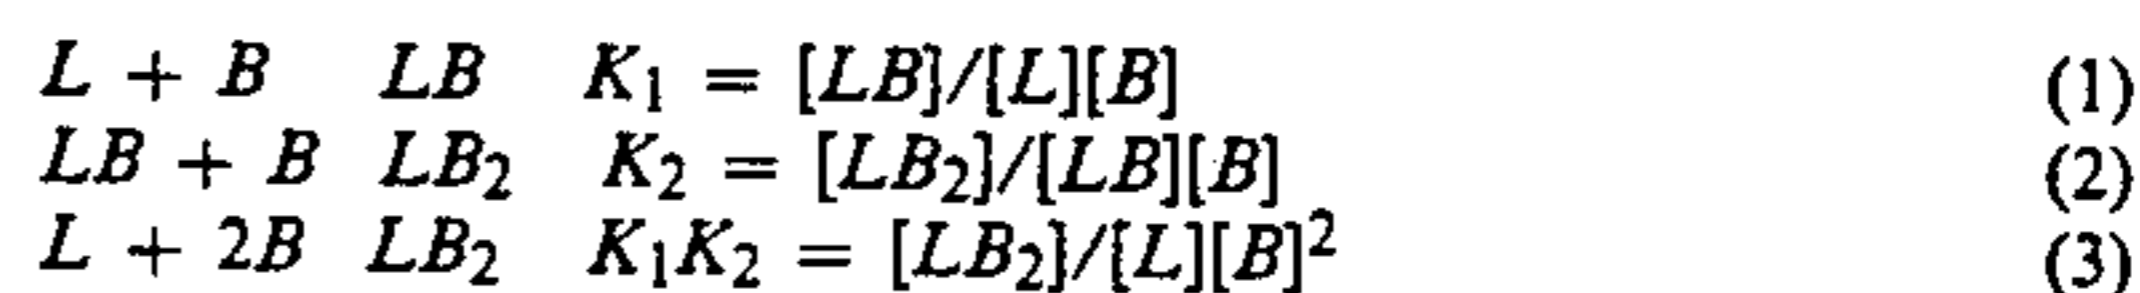 L + B LB K₁ = [LB]/[L][B] (1)
LB + B LB₂ K₂ = [LB₂]/[LB][B] (2)
L + 2B LB₂ K₁K₂ = [LB₂]/[L][B]² (3)